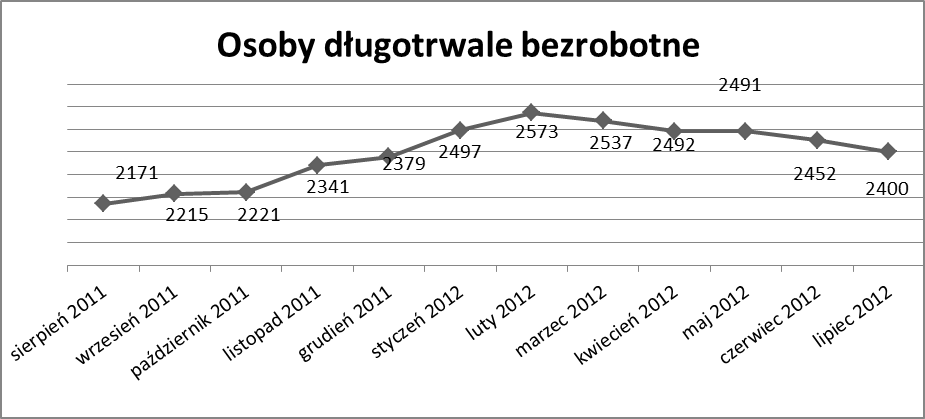 Osoby długotrwale bezrobotne
2171
2215
2221
2341
2379
2497
2573
2537
2492
2491
2452
2400
sierpień 2011
wrzesień 2011
październik 2011
listopad 2011
grudzień 2011
styczeń 2012
luty 2012
marzec 2012
kwiecień 2012
maj 2012
czerwiec 2012
lipiec 2012